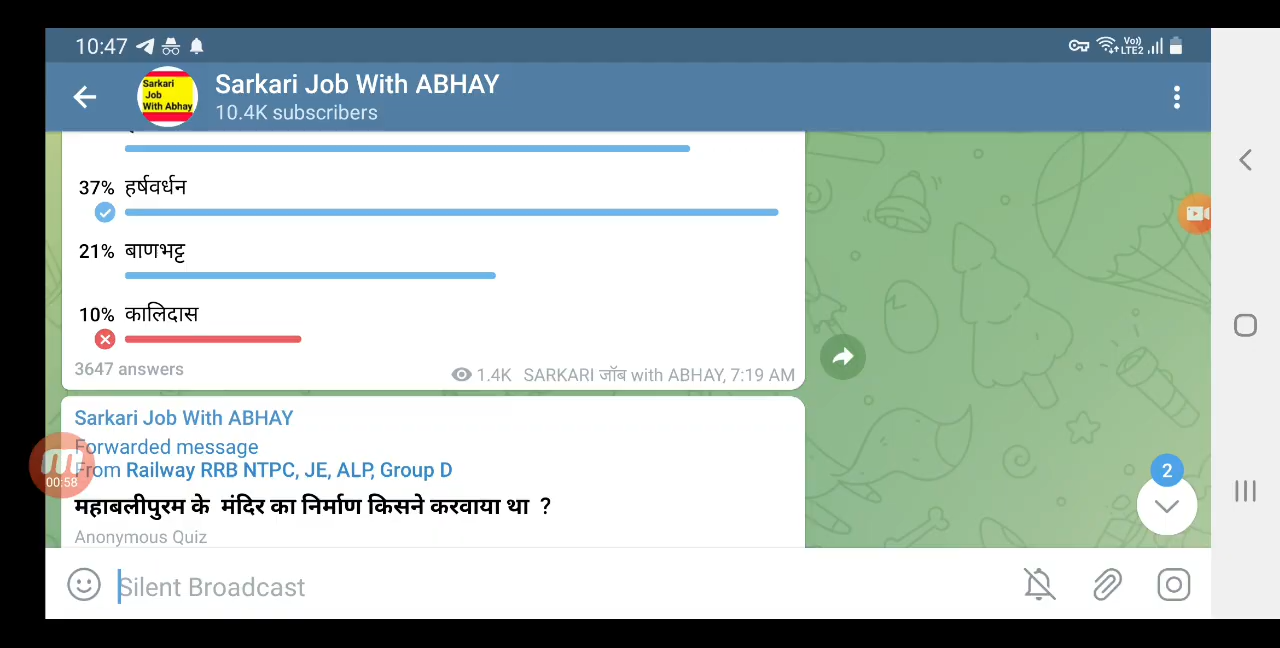 10:47
Vo)) LTE2
Sarkari Job With Abhay
Sarkari Job With ABHAY
10.4K subscribers
37% हर्षवर्धन
21% बाणभट्ट
10% कालिदास
3647 answers
1.4K SARKARI जॉब with ABHAY, 7:19 AM
Sarkari Job With ABHAY
Forwarded message
From Railway RRB NTPC, JE, ALP, Group D
00:58
महाबलीपुरम के मंदिर का निर्माण किसने करवाया था ?
Anonymous Quiz
2
Silent Broadcast